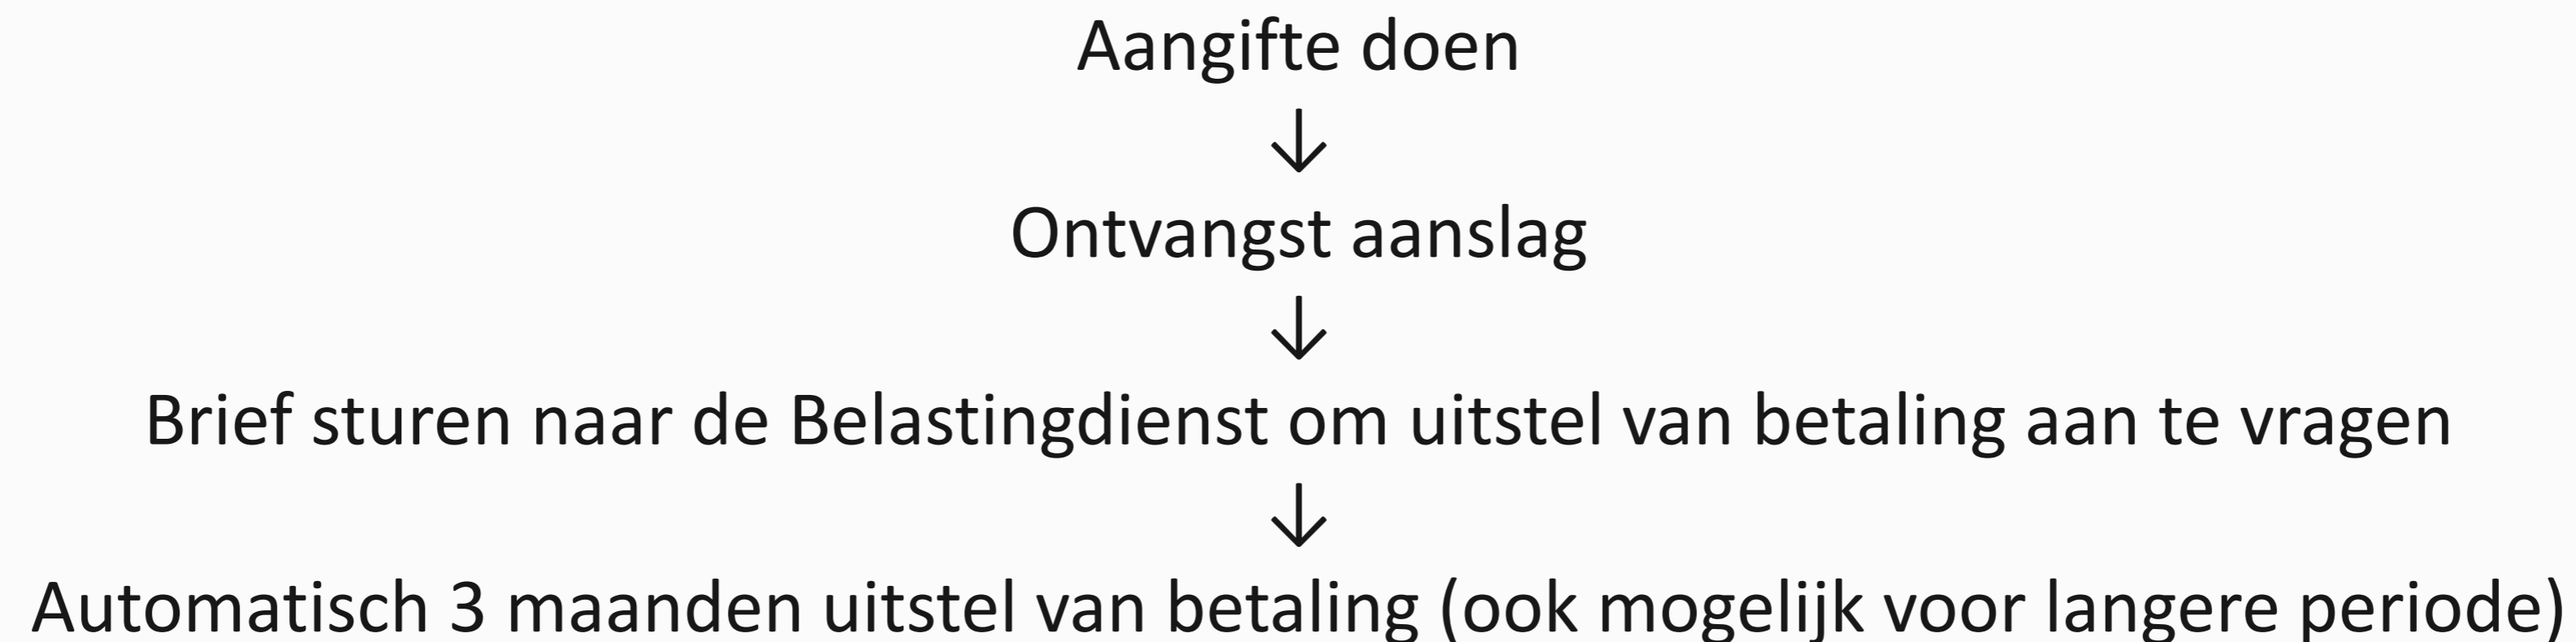 Aangifte doen
↓
Ontvangst aanslag
↓
Brief sturen naar de Belastingdienst om uitstel van betaling aan te vragen
↓
Automatisch 3 maanden uitstel van betaling (ook mogelijk voor langere periode)